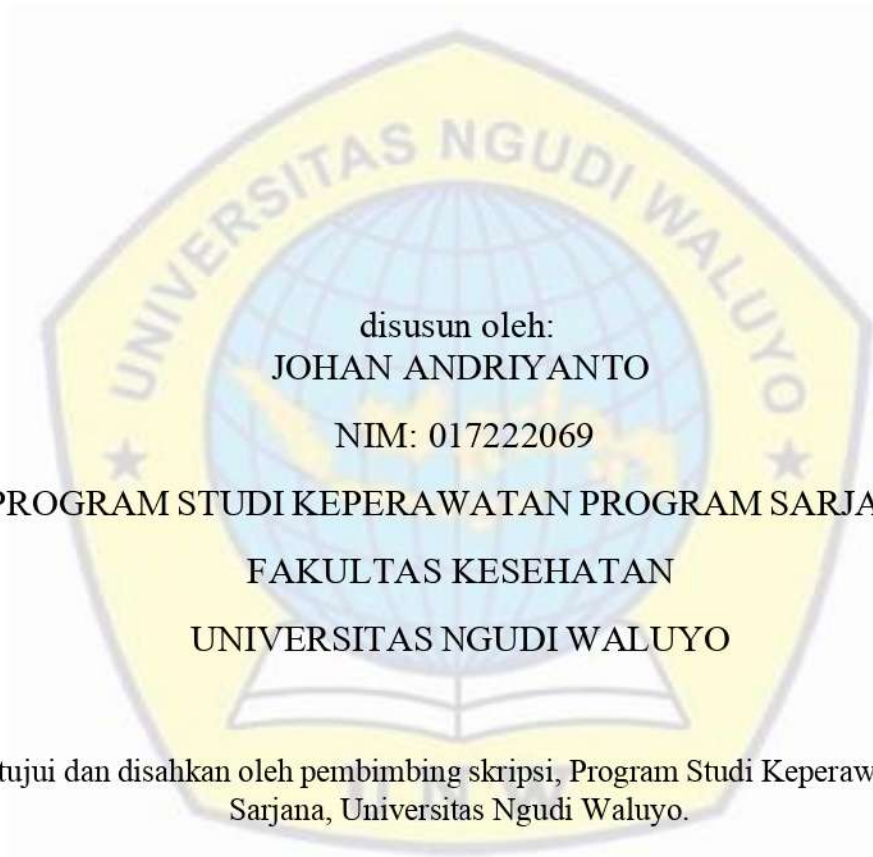 UNIVERSITAS NGUDI WALUYO
disusun oleh:
JOHAN ANDRIYANTO
NIM: 017222069
PROGRAM STUDI KEPERAWATAN PROGRAM SARJA
FAKULTAS KESEHATAN
UNIVERSITAS NGUDI WALUYO
tujui dan disahkan oleh pembimbing skripsi, Program Studi Keperaw
Sarjana, Universitas Ngudi Waluyo.